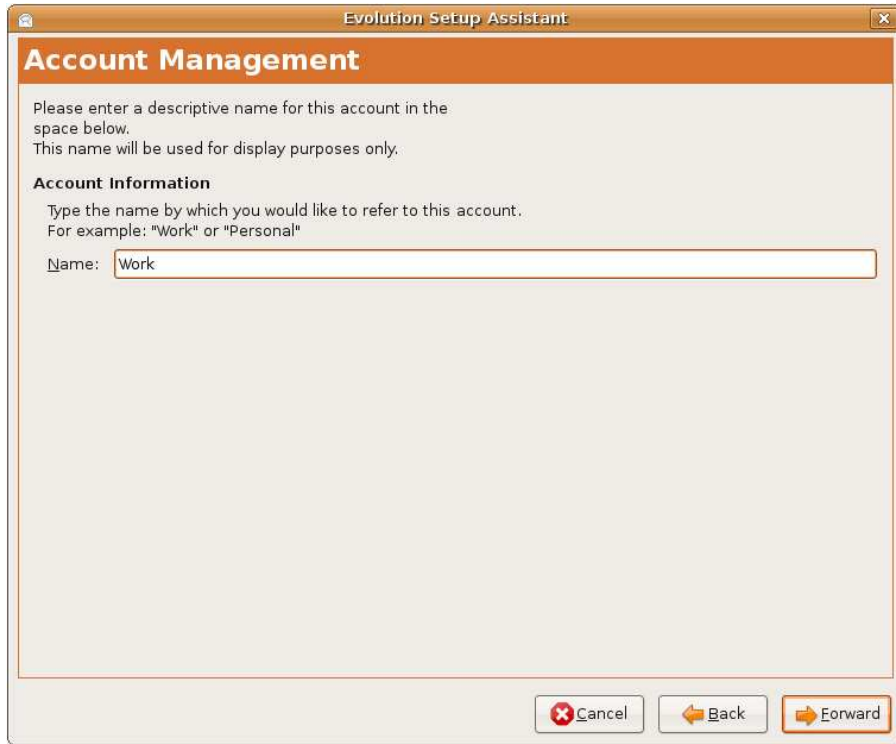 Evolution Setup Assistant
Account Management
Please enter a descriptive name for this account in the
space below.
This name will be used for display purposes only.
Account Information
Type the name by which you would like to refer to this account.
For example: "Work" or "Personal"
Name: Work
Cancel Back Forward